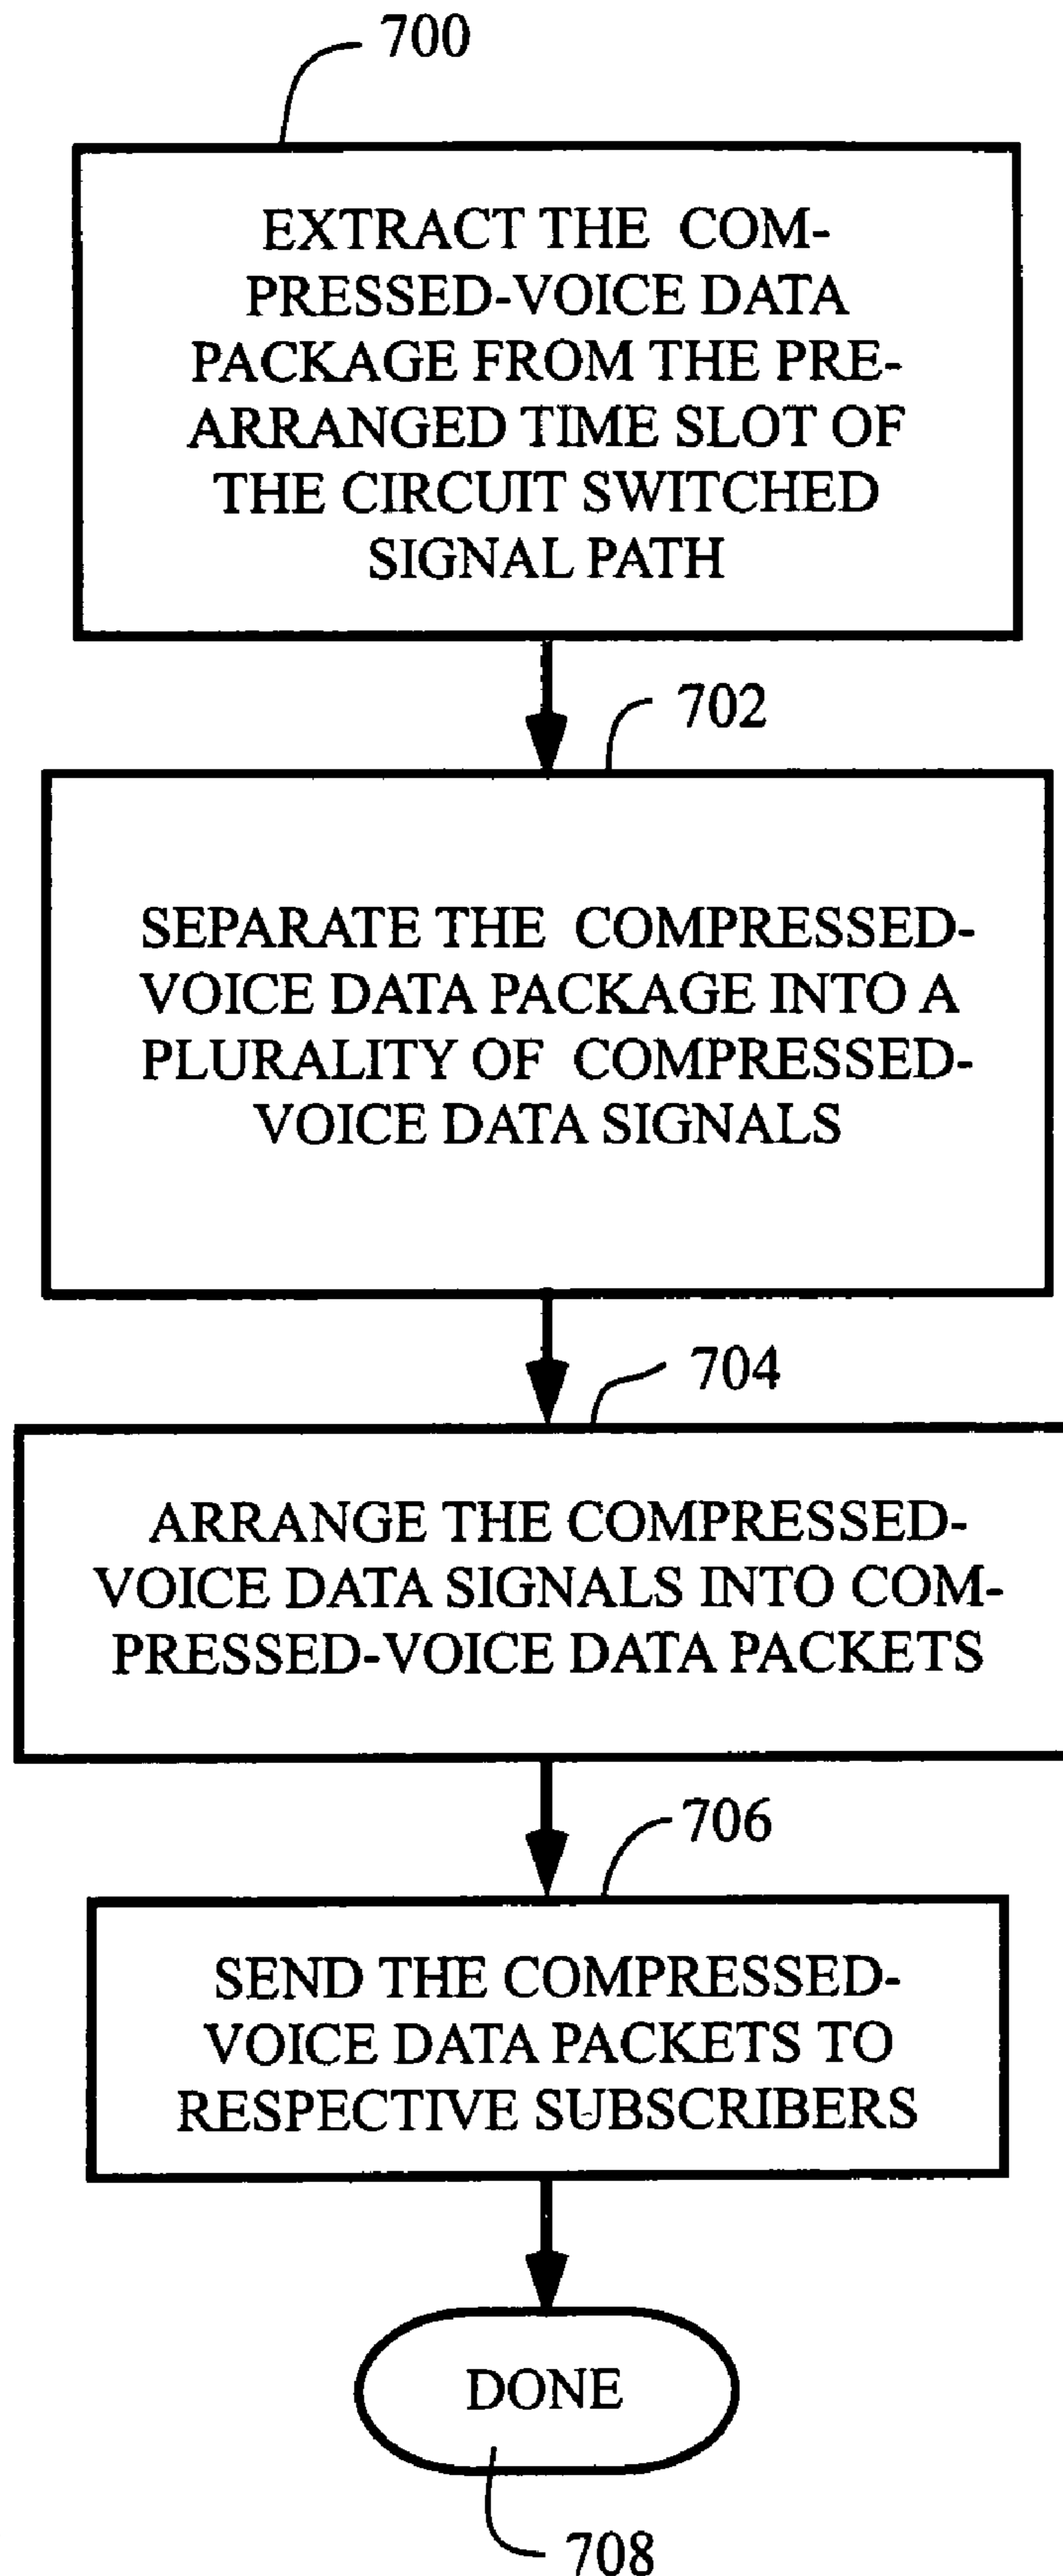 700
EXTRACT THE COM-
PRESSED-VOICE DATA
PACKAGE FROM THE PRE-
ARRANGED TIME SLOT OF
THE CIRCUIT SWITCHED
SIGNAL PATH
702
SEPARATE THE COMPRESSED-
VOICE DATA PACKAGE INTO A
PLURALITY OF COMPRESSED-
VOICE DATA SIGNALS
704
ARRANGE THE COMPRESSED-
VOICE DATA SIGNALS INTO COM-
PRESSED-VOICE DATA PACKETS
706
SEND THE COMPRESSED-
VOICE DATA PACKETS TO
RESPECTIVE SUBSCRIBERS
DONE
708